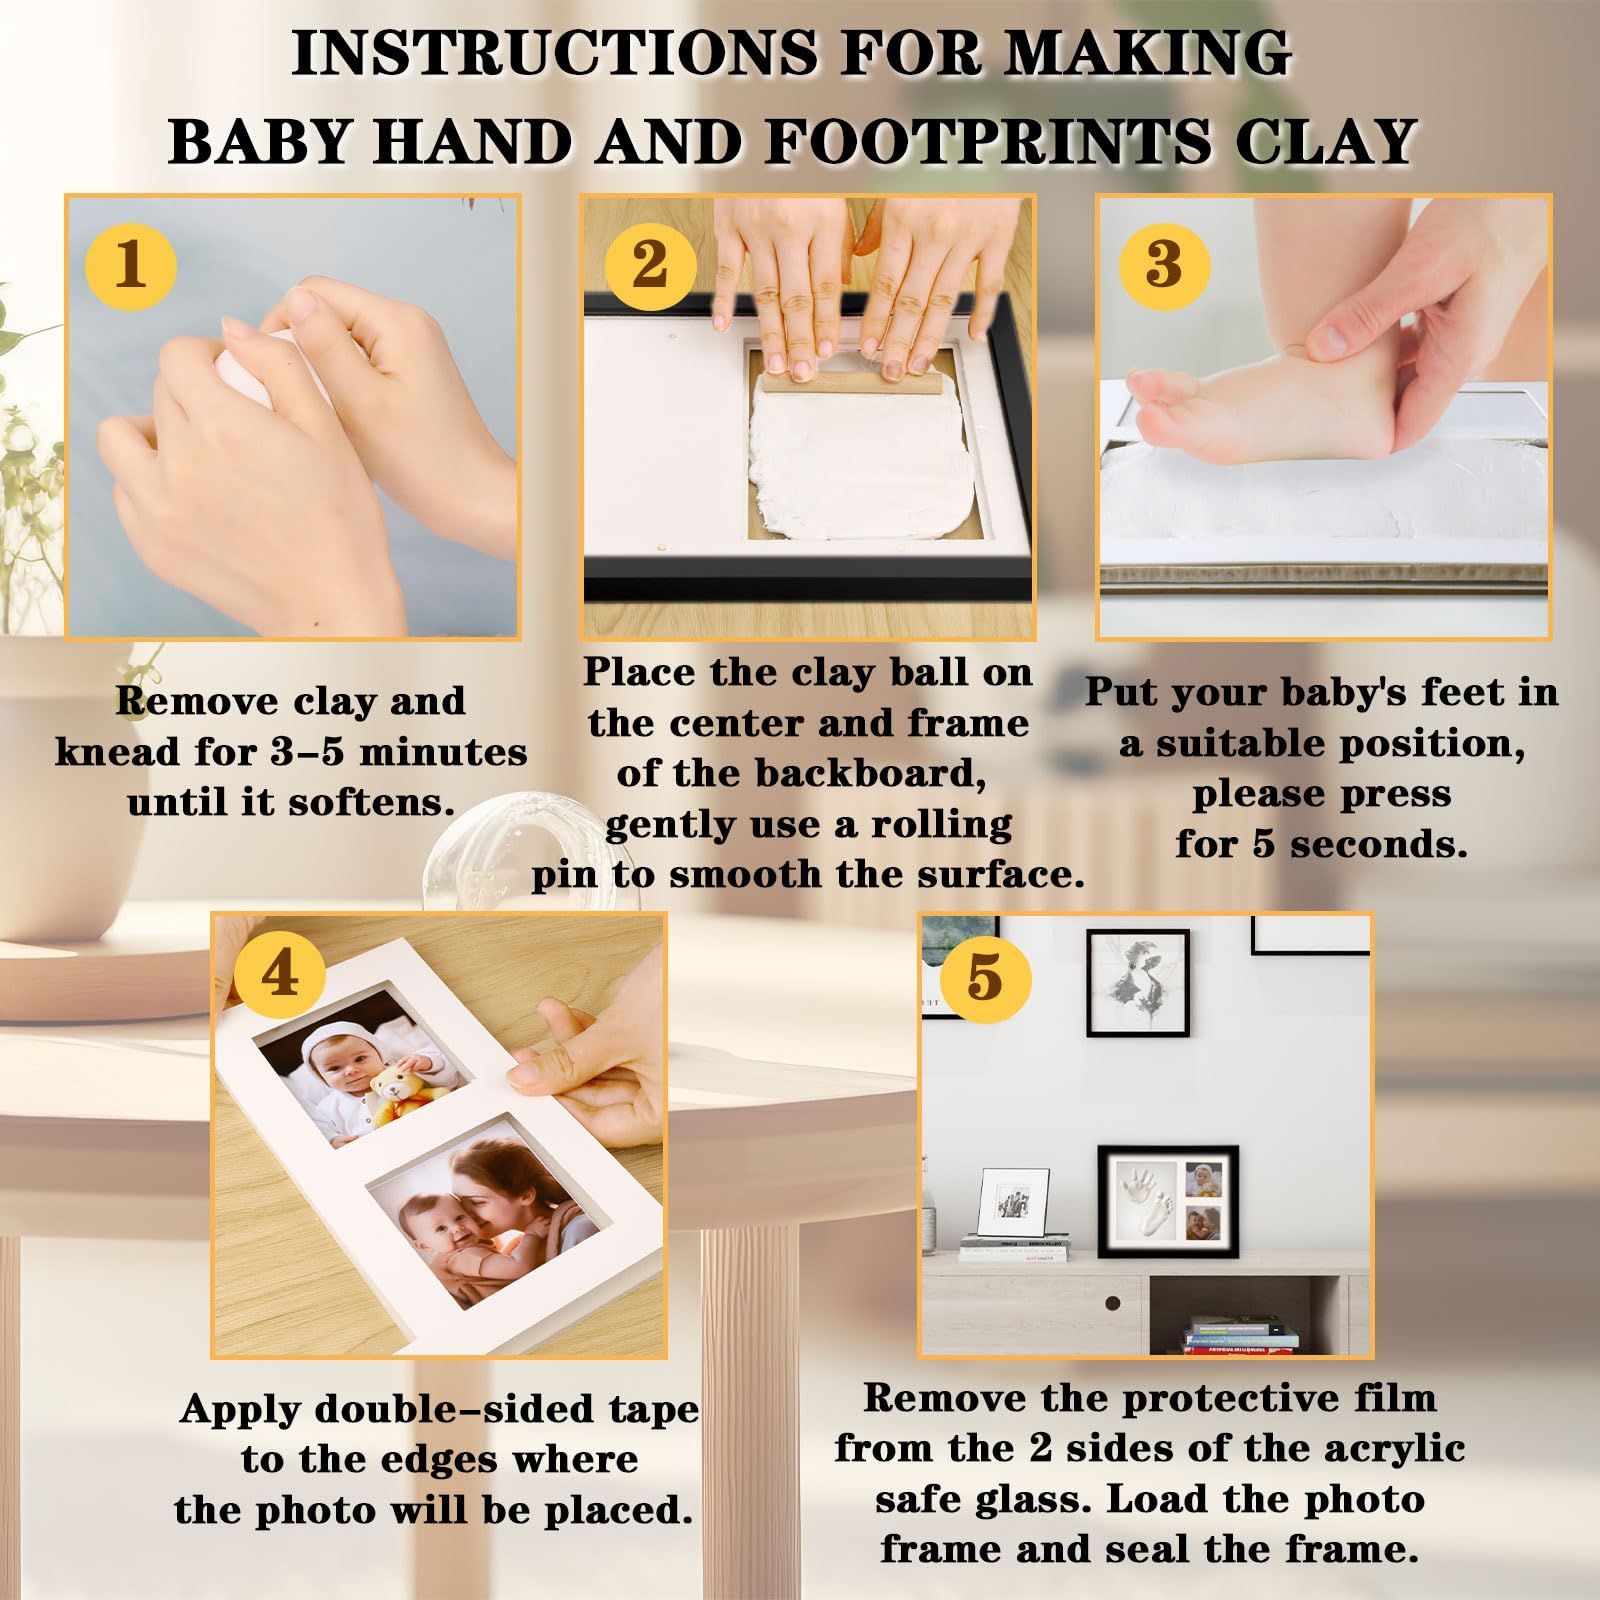 INSTRUCTIONS FOR MAKING
BABY HAND AND FOOTPRINTS CLAY
1
Remove clay and
knead for 3-5 minutes
until it softens.
2
Place the clay ball on
the center and frame
of the backboard,
gently use a rolling
pin to smooth the surface.
3
Put your baby's feet in
a suitable position,
please press
for 5 seconds.
4
Apply double-sided tape
to the edges where
the photo will be placed.
5
Remove the protective film
from the 2 sides of the acrylic
safe glass. Load the photo
frame and seal the frame.